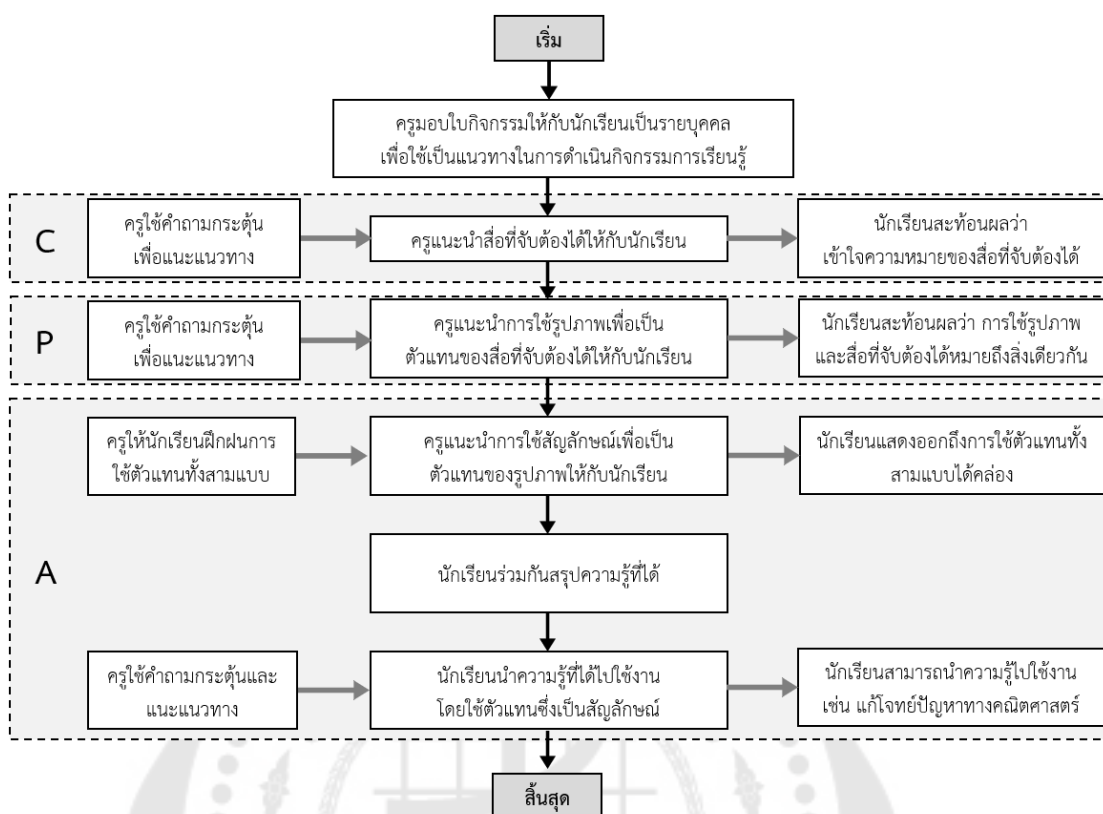 เริ่ม
ครูมอบใบกิจกรรมให้กับนักเรียนเป็นรายบุคคล
เพื่อใช้เป็นแนวทางในการดำเนินกิจกรรมการเรียนรู้
C
ครูใช้คำถามกระตุ้น
เพื่อแนะแนวทาง
ครูแนะนำสื่อที่จับต้องได้ให้กับนักเรียน
นักเรียนสะท้อนผลว่า
เข้าใจความหมายของสื่อที่จับต้องได้
P
ครูใช้คำถามกระตุ้น
เพื่อแนะแนวทาง
ครูแนะนำการใช้รูปภาพเพื่อเป็น
ตัวแทนของสื่อที่จับต้องได้ให้กับนักเรียน
นักเรียนสะท้อนผลว่า การใช้รูปภาพ
และสื่อที่จับต้องได้หมายถึงสิ่งเดียวกัน
A
ครูให้นักเรียนฝึกฝนการ
ใช้ตัวแทนทั้งสามแบบ
ครูแนะนำการใช้สัญลักษณ์เพื่อเป็น
ตัวแทนของรูปภาพให้กับนักเรียน
นักเรียนแสดงออกถึงการใช้ตัวแทนทั้ง
สามแบบได้คล่อง
นักเรียนร่วมกันสรุปความรู้ที่ได้
ครูใช้คำถามกระตุ้นและ
แนะแนวทาง
นักเรียนนำความรู้ที่ได้ไปใช้งาน
โดยใช้ตัวแทนซึ่งเป็นสัญลักษณ์
นักเรียนสามารถนำความรู้ไปใช้งาน
เช่น แก้โจทย์ปัญหาทางคณิตศาสตร์
สิ้นสุด